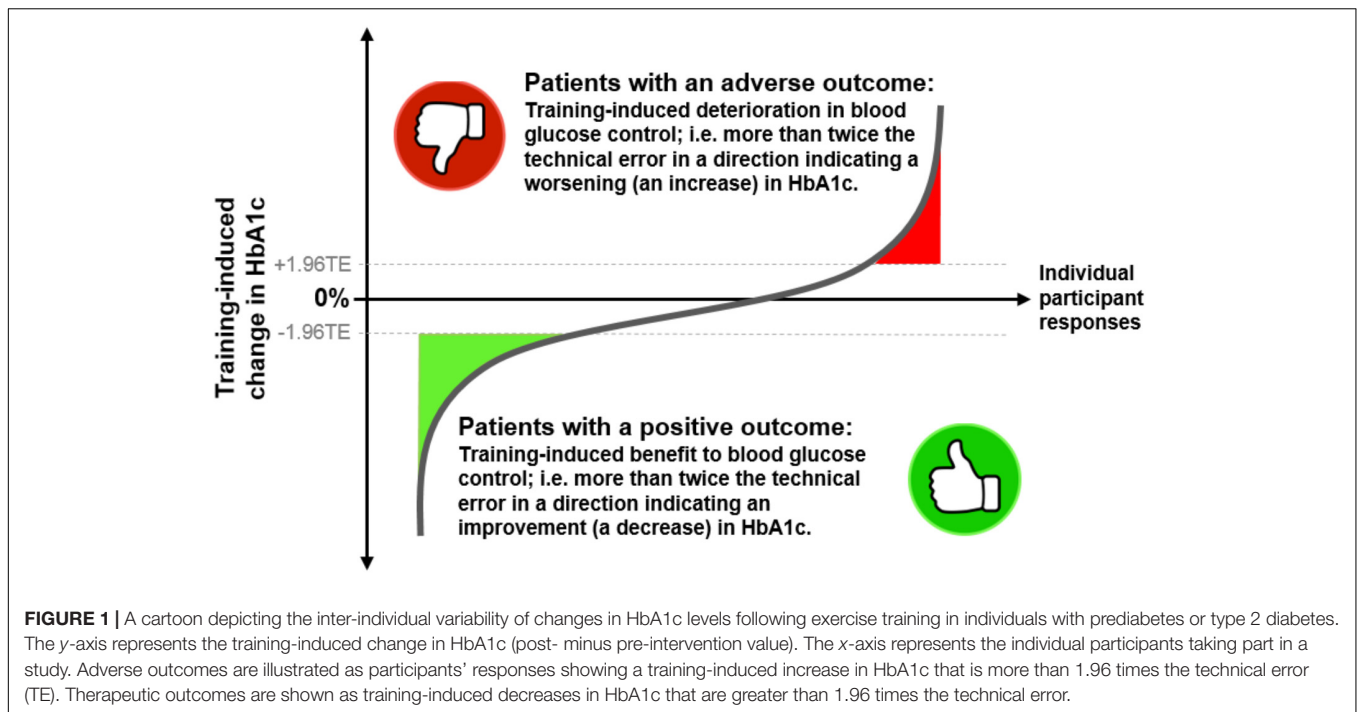 Patients with an adverse outcome:
Training-induced deterioration in blood
glucose control; i.e. more than twice the
technical error in a direction indicating a
worsening (an increase) in HbA1c.
Training-induced
change in HbA1c
+1.96TE
0%
-1.96TE
Individual
participant
responses
Patients with a positive outcome:
Training-induced benefit to blood glucose
control; i.e. more than twice the technical
error in a direction indicating an
improvement (a decrease) in HbA1c.
FIGURE 1 | A cartoon depicting the inter-individual variability of changes in HbA1c levels following exercise training in individuals with prediabetes or type 2 diabetes.
The y-axis represents the training-induced change in HbA1c (post- minus pre-intervention value). The x-axis represents the individual participants taking part in a
study. Adverse outcomes are illustrated as participants' responses showing a training-induced increase in HbA1c that is more than 1.96 times the technical error
(TE). Therapeutic outcomes are shown as training-induced decreases in HbA1c that are greater than 1.96 times the technical error.